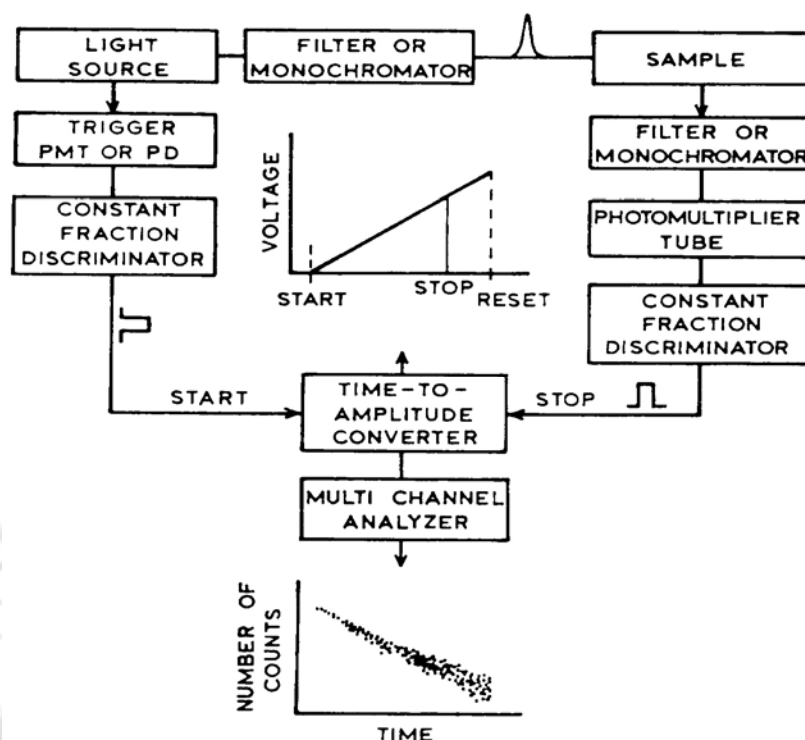 LIGHT
SOURCE
FILTER OR
MONOCHROMATOR
SAMPLE
TRIGGER
PMT OR PD
FILTER OR
MONOCHROMATOR
CONSTANT
FRACTION
DISCRIMINATOR
VOLTAGE
START
STOP
RESET
PHOTOMULTIPLIER
TUBE
CONSTANT
FRACTION
DISCRIMINATOR
START
TIME-TO-
AMPLITUDE
CONVERTER
STOP
MULTI CHANNEL
ANALYZER
NUMBER OF
COUNTS
TIME